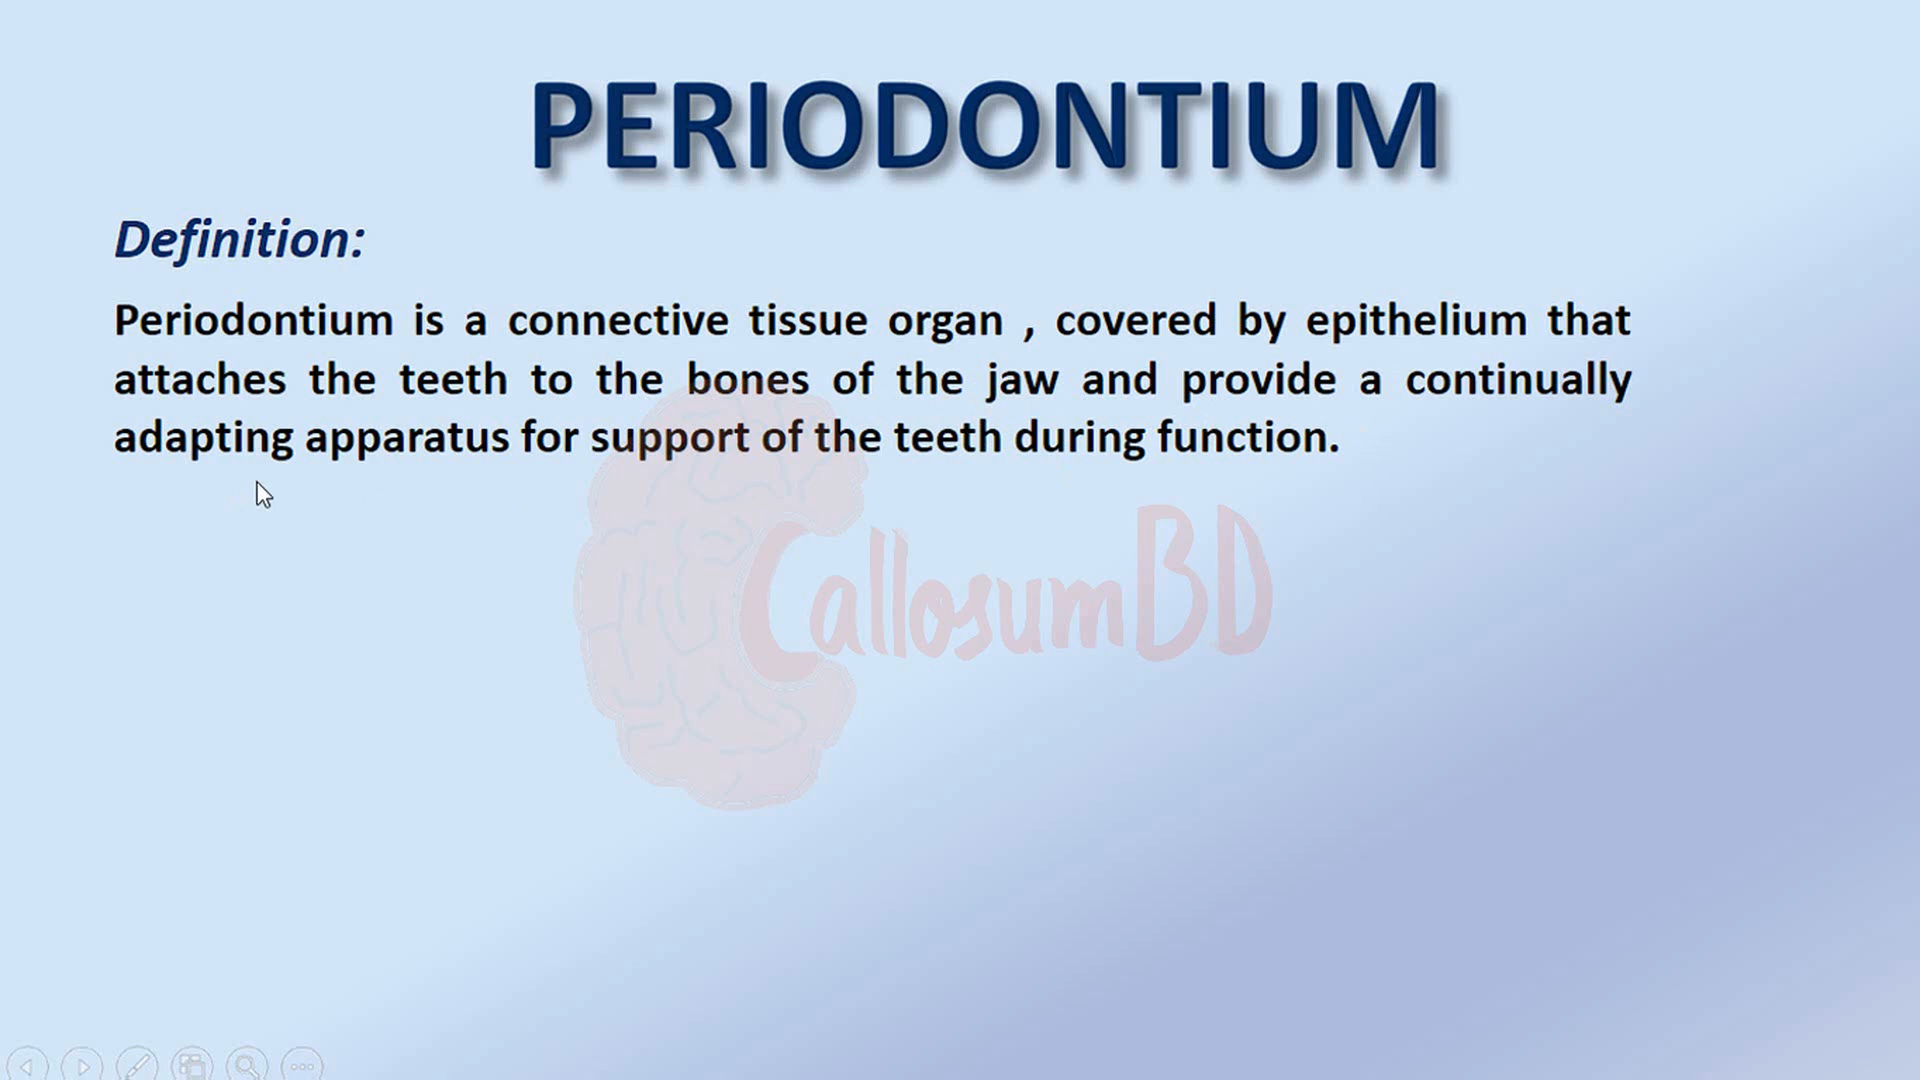 PERIODONTIUM
Definition:
Periodontium is a connective tissue organ , covered by epithelium that
attaches the teeth to the bones of the jaw and provide a continually
adapting apparatus for support of the teeth during function.
CallosumBD